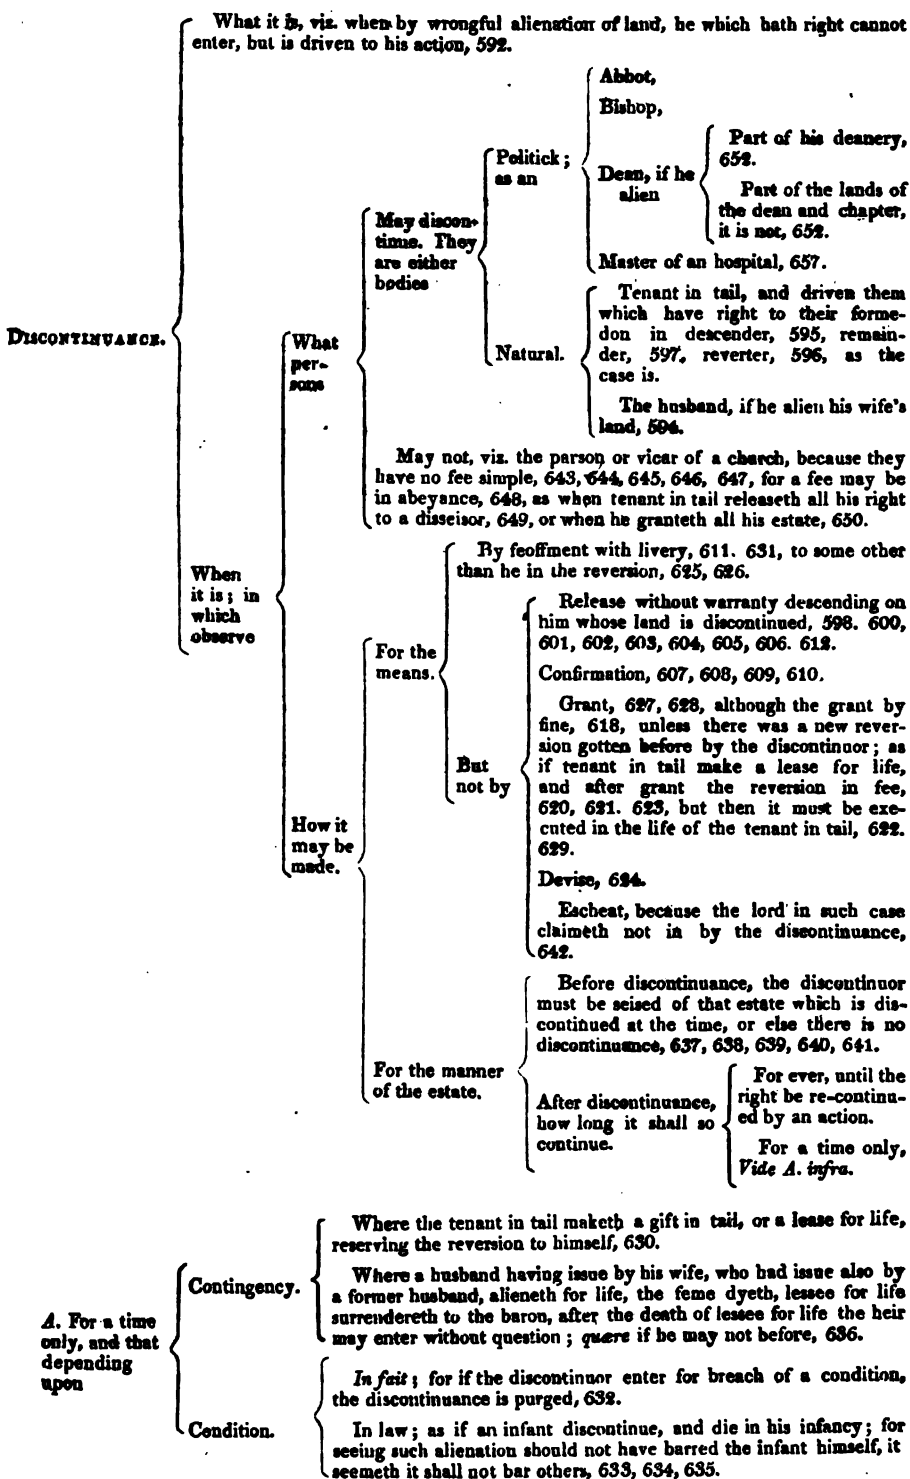 What it is, viz. when by wrongful alienation of land, he which hath right cannot
enter, but is driven to his action, 592.
Abbot,
Bishop,
Politick;
as an
Dean, if he
alien
Part of his deanery,
652.
Part of the lands of
the dean and chapter,
it is not, 652.
Master of an hospital, 657.
May discon-
tinue. They
are either
bodies
Natural.
Tenant in tail, and driven them
which have right to their forme-
don in descender, 595, remain-
der, 597, reverter, 596, as the
case is.
The husband, if he alien his wife's
land, 594.
DISCONTINUANCE.
What
per-
sons
May not, viz. the parson or vicar of a church, because they
have no fee simple, 643, 644, 645, 646, 647, for a fee may be
in abeyance, 648, as when tenant in tail releaseth all his right
to a disseisor, 649, or when he granteth all his estate, 650.
When
it is; in
which
observe
By feoffment with livery, 611. 631, to some other
than he in the reversion, 625, 626.
For the
means.
But
not by
Release without warranty descending on
him whose land is discontinued, 598. 600,
601, 602, 603, 604, 605, 606. 612.
Confirmation, 607, 608, 609, 610.
Grant, 627, 628, although the grant by
fine, 618, unless there was a new rever-
sion gotten before by the discontinuor; as
if tenant in tail make a lease for life,
and after grant the reversion in fee,
620, 621. 623, but then it must be exe-
cuted in the life of the tenant in tail, 622.
629.
Devise, 624.
Escheat, because the lord in such case
claimeth not in by the discontinuance,
642.
How it
may be
made.
For the manner
of the estate.
Before discontinuance, the discontinuor
must be seised of that estate which is dis-
continued at the time, or else there is no
discontinuance, 637, 638, 639, 640, 641.
After discontinuance,
how long it shall so
continue.
For ever, until the
right be re-continu-
ed by an action.
For a time only,
Vide A. infra.
A. For a time
only, and that
depending
upon
Contingency.
Where the tenant in tail maketh a gift in tail, or a lease for life,
reserving the reversion to himself, 630.
Where a husband having issue by his wife, who had issue also by
a former husband, alieneth for life, the feme dyeth, lessee for life
surrendereth to the baron, after the death of lessee for life the heir
may enter without question; quære if he may not before, 636.
Condition.
In fait; for if the discontinuor enter for breach of a condition,
the discontinuance is purged, 632.
In law; as if an infant discontinue, and die in his infancy; for
seeing such alienation should not have barred the infant himself, it
seemeth it shall not bar others, 633, 634, 635.